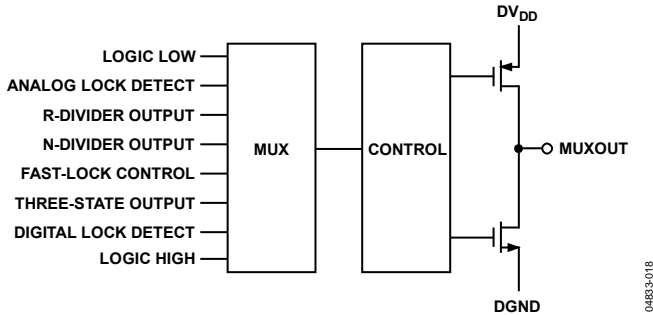 DVDD
LOGIC LOW
ANALOG LOCK DETECT
R-DIVIDER OUTPUT
N-DIVIDER OUTPUT
FAST-LOCK CONTROL
THREE-STATE OUTPUT
DIGITAL LOCK DETECT
LOGIC HIGH
MUX
CONTROL
MUXOUT
DGND
04833-018